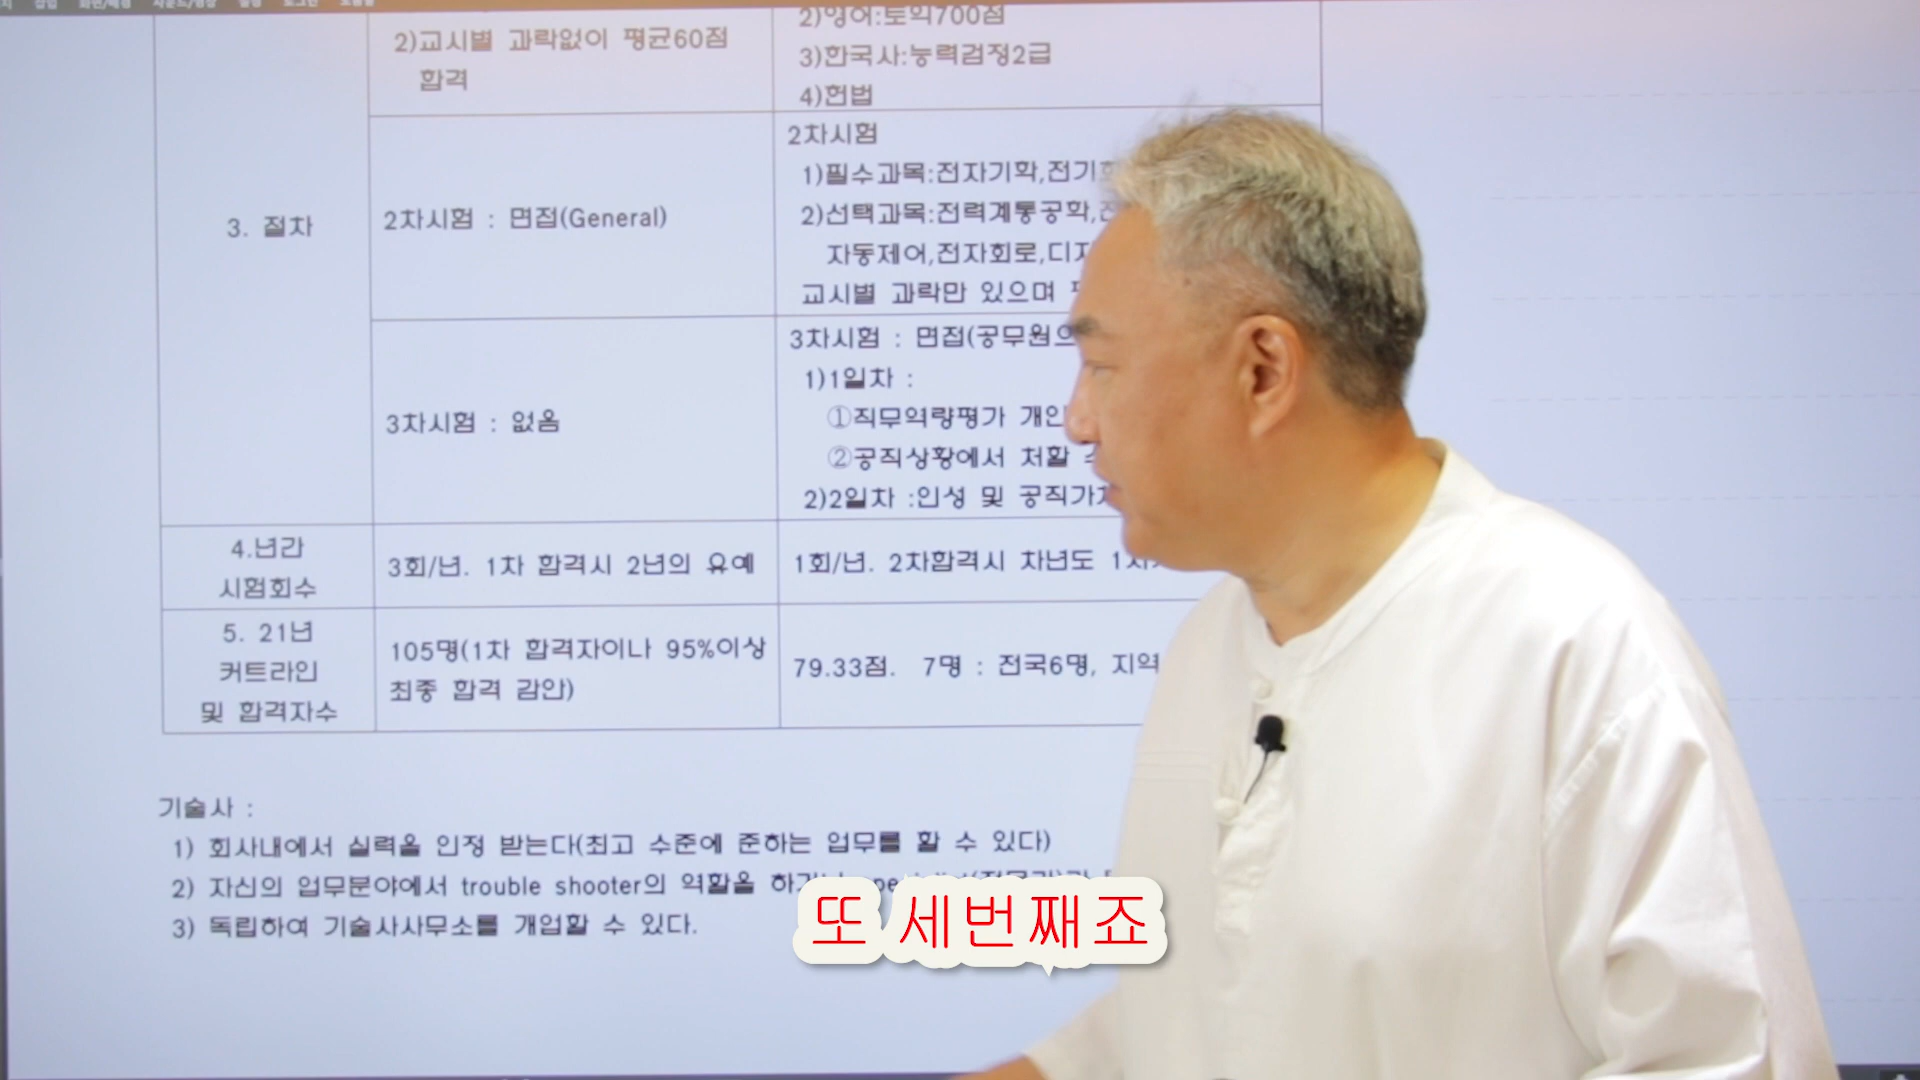 2)교시별 과락없이 평균60점
합격
2)영어:토익700점
3)한국사:능력검정2급
4)헌법
3. 절차
2차시험 : 면접(General)
2차시험
1)필수과목:전자기학,전기
2)선택과목:전력계통공학,
자동제어,전자회로,디지
교시별 과락만 있으며
3차시험 : 없음
3차시험 : 면접(공무원으
1)1일차 :
①직무역량평가 개인
②공직상황에서 처할 수
2)2일차 :인성 및 공직가치
4.년간
시험회수
3회/년. 1차 합격시 2년의 유예
1회/년. 2차합격시 차년도 1차
5. 21년
커트라인
및 합격자수
105명(1차 합격자이나 95%이상
최종 합격 감안)
79.33점. 7명 : 전국6명, 지역
기술사 :
1) 회사내에서 실력을 인정 받는다(최고 수준에 준하는 업무를 할 수 있다)
2) 자신의 업무분야에서 trouble shooter의 역활을
3) 독립하여 기술사사무소를 개업할 수 있다.
또 세번째죠